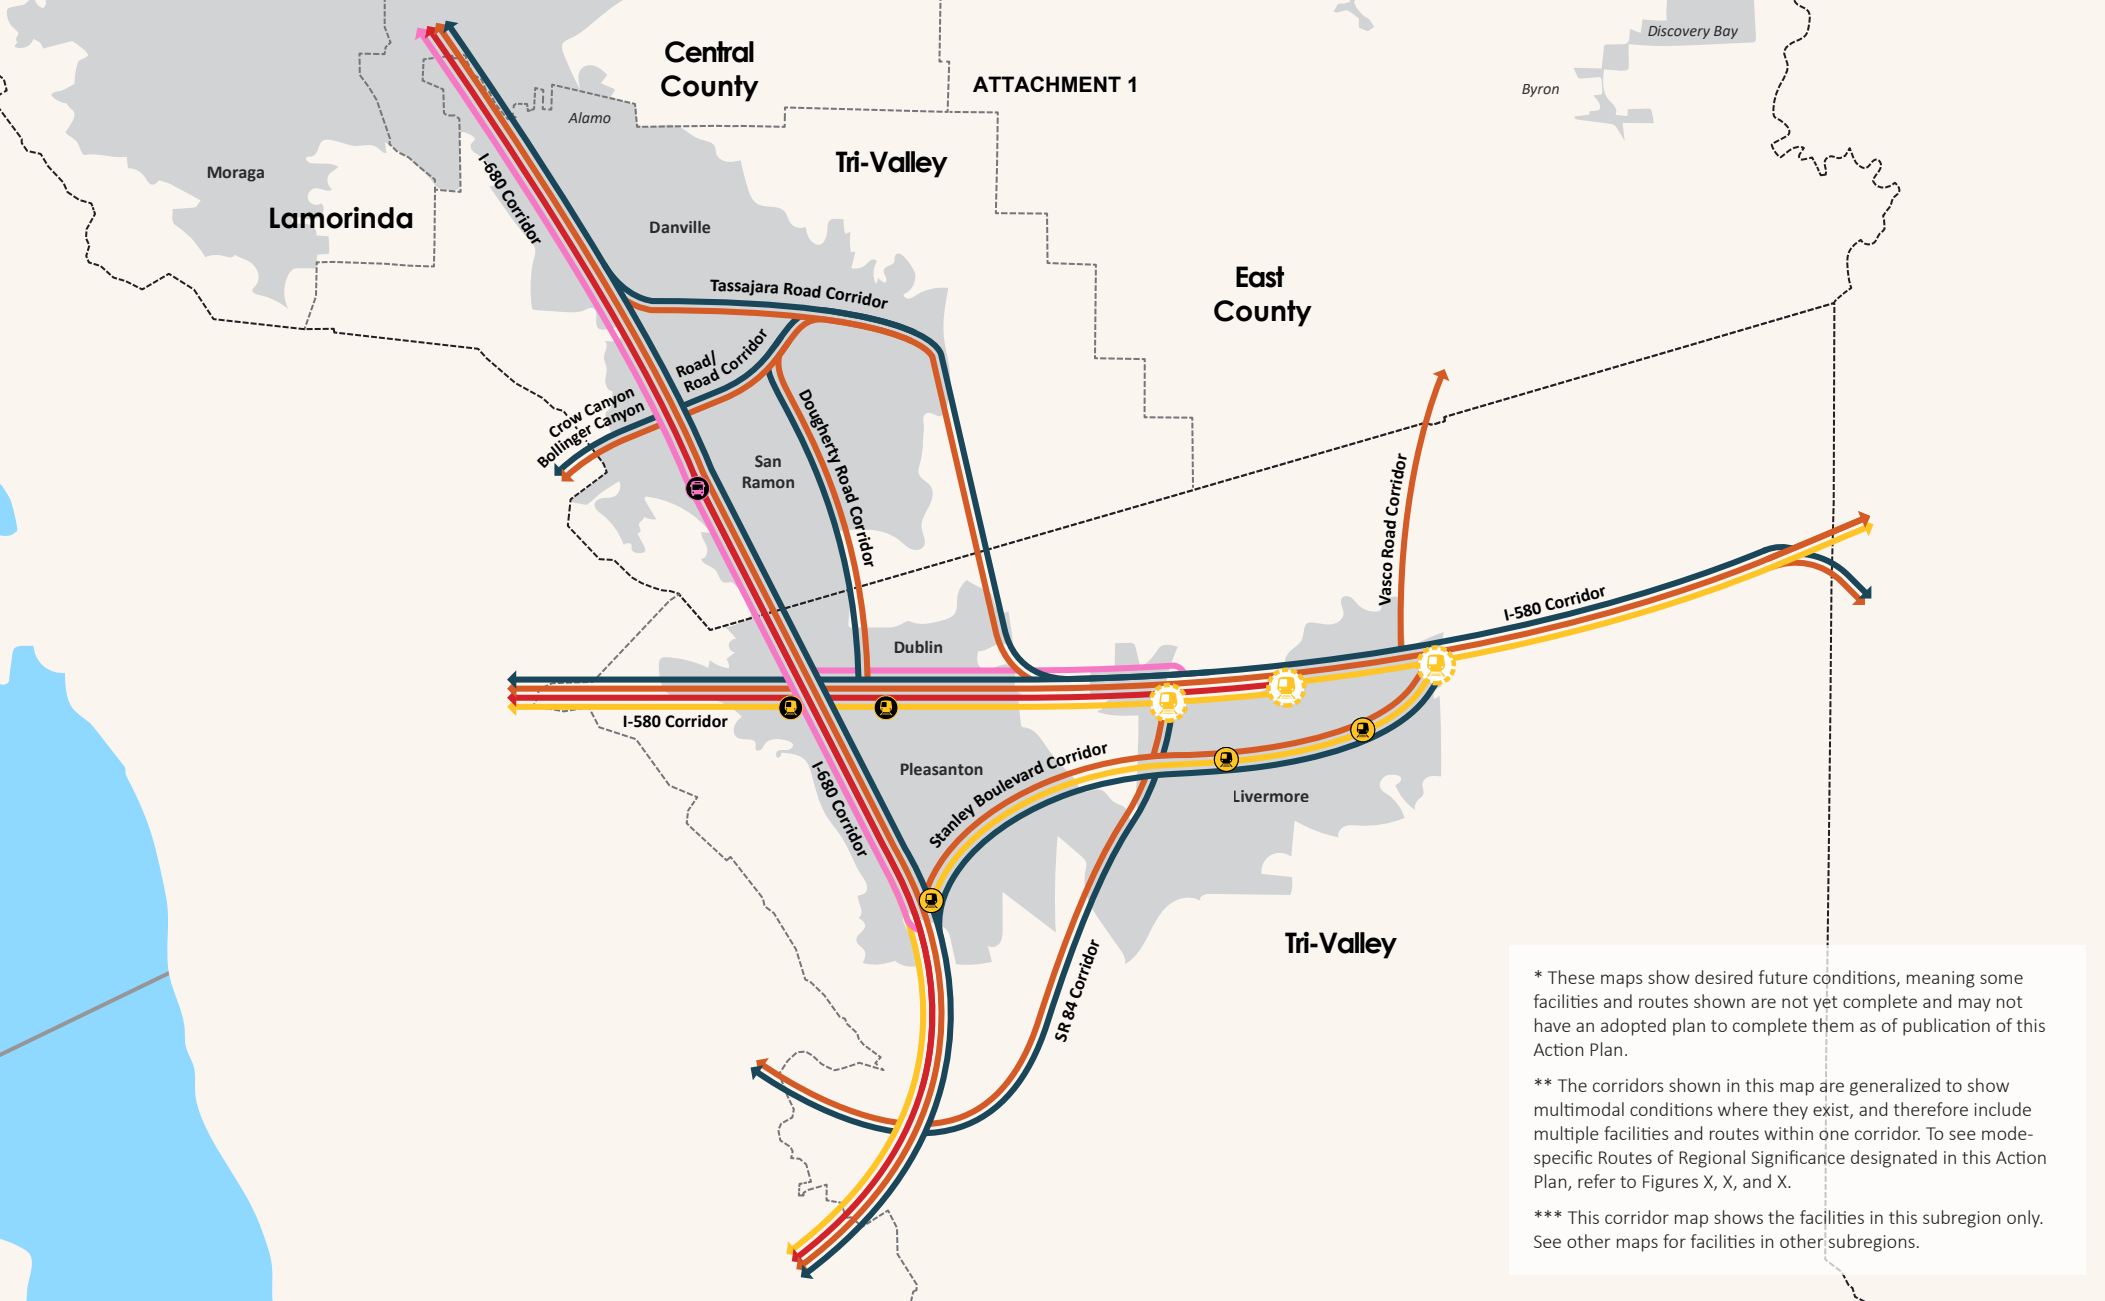 Central
County
ATTACHMENT 1
Discovery Bay
Byron
Alamo
Moraga
Tri-Valley
Lamorinda
I-680 Corridor
Danville
East
County
Tassajara Road Corridor
Road/
Road Corridor
Crow Canyon
Bollinger Canyon
Dougherty Road Corridor
San
Ramon
Vasco Road Corridor
I-580 Corridor
Dublin
I-580 Corridor
I-680 Corridor
Pleasanton
Stanley Boulevard Corridor
Livermore
Tri-Valley
SR 84 Corridor
* These maps show desired future conditions, meaning some
facilities and routes shown are not yet complete and may not
have an adopted plan to complete them as of publication of this
Action Plan.
** The corridors shown in this map are generalized to show
multimodal conditions where they exist, and therefore include
multiple facilities and routes within one corridor. To see mode-
specific Routes of Regional Significance designated in this Action
Plan, refer to Figures X, X, and X.
*** This corridor map shows the facilities in this subregion only.
See other maps for facilities in other subregions.